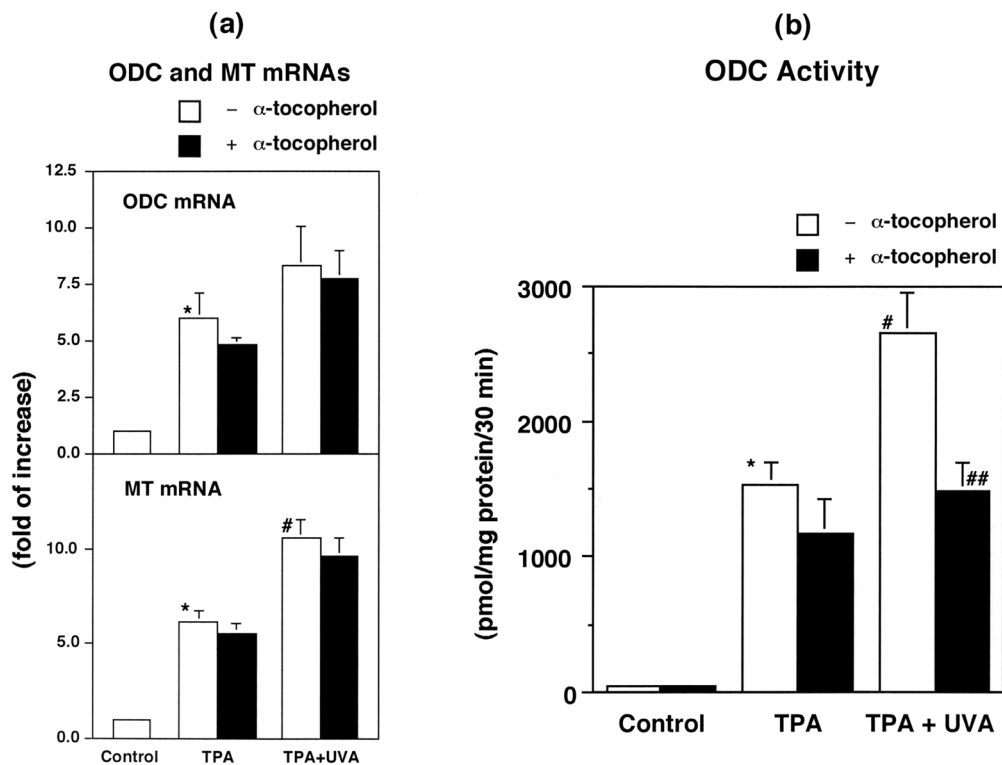 (a)
ODC and MT mRNAs
– α-tocopherol
+ α-tocopherol
(fold of increase)
12.5
10.0
7.5
5.0
2.5
0.0
ODC mRNA
*
MT mRNA
10.0
5.0
0.0
*
#
Control TPA TPA+UVA
(b)
ODC Activity
– α-tocopherol
+ α-tocopherol
(pmol/mg protein/30 min)
3000
2000
1000
0
*
#
##
Control TPA TPA + UVA